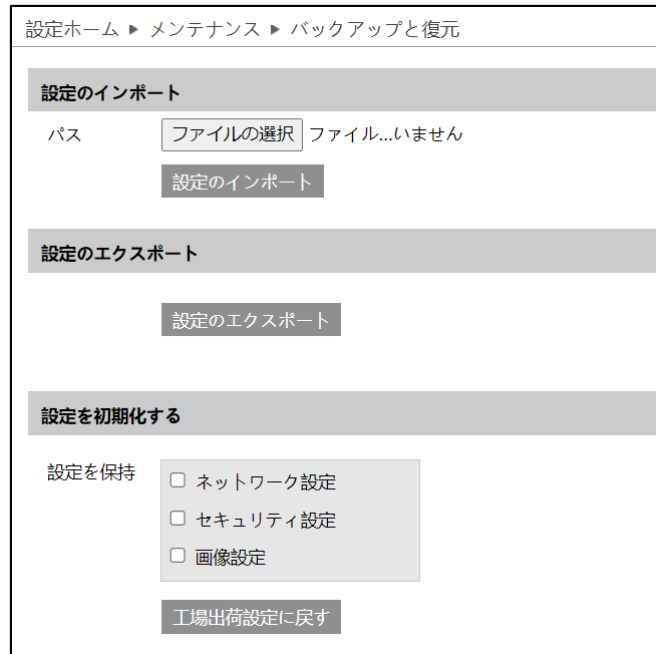 設定ホーム ▶ メンテナンス ▶ バックアップと復元
設定のインポート
パス ファイルの選択 ファイル...いません
設定のインポート
設定のエクスポート
設定のエクスポート
設定を初期化する
設定を保持
ネットワーク設定
セキュリティ設定
画像設定
工場出荷設定に戻す